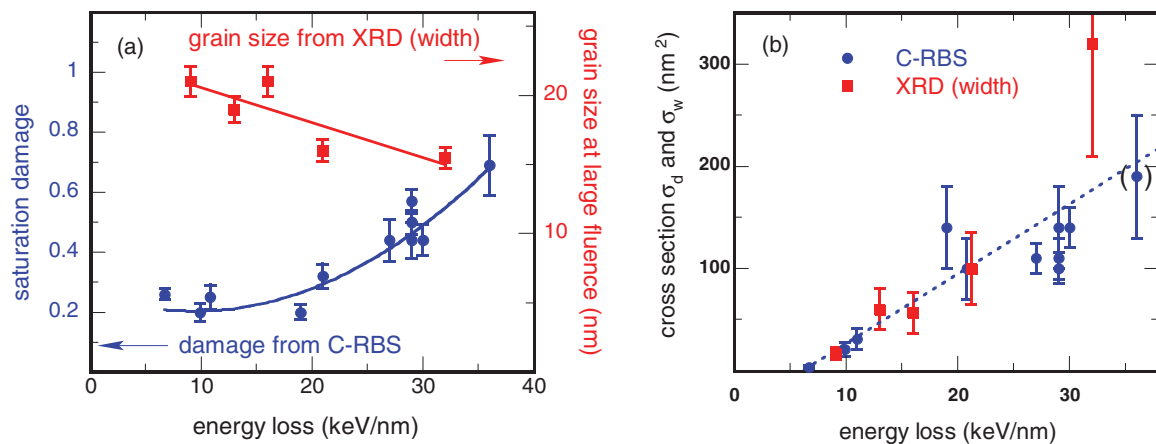 (a)
grain size from XRD (width)
damage from C-RBS
saturation damage
1
0.8
0.6
0.4
0.2
0
10
20
30
40
energy loss (keV/nm)
20
10
grain size at large fluence (nm)
(b)
C-RBS
XRD (width)
( )
cross section σd and σw (nm²)
300
200
100
0
10
20
30
energy loss (keV/nm)